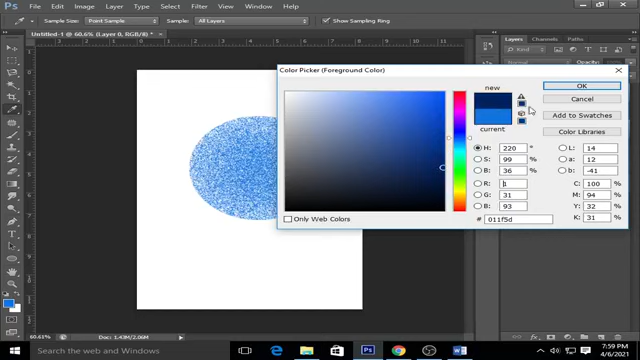 Ps File Edit Image Layer Type Select Filter View Window Help
Sample Size: Point Sample Sample: All Layers Show Sampling Ring
Untitled-1 @ 60.6% (Layer 0, RGB/8) *
Layers Channels Paths
Kind
Normal Opacity:
Color Picker (Foreground Color)
new
current
OK
Cancel
Add to Swatches
Color Libraries
H: 220 ° L: 14
S: 99 % a: 12
B: 36 % b: -41
R: 1 C: 100 %
G: 31 M: 94 %
B: 93 Y: 32 %
# 011f5d K: 31 %
Only Web Colors
60.61% Doc: 1.43M/2.06M
Search the web and Windows
7:59 PM
4/6/2021